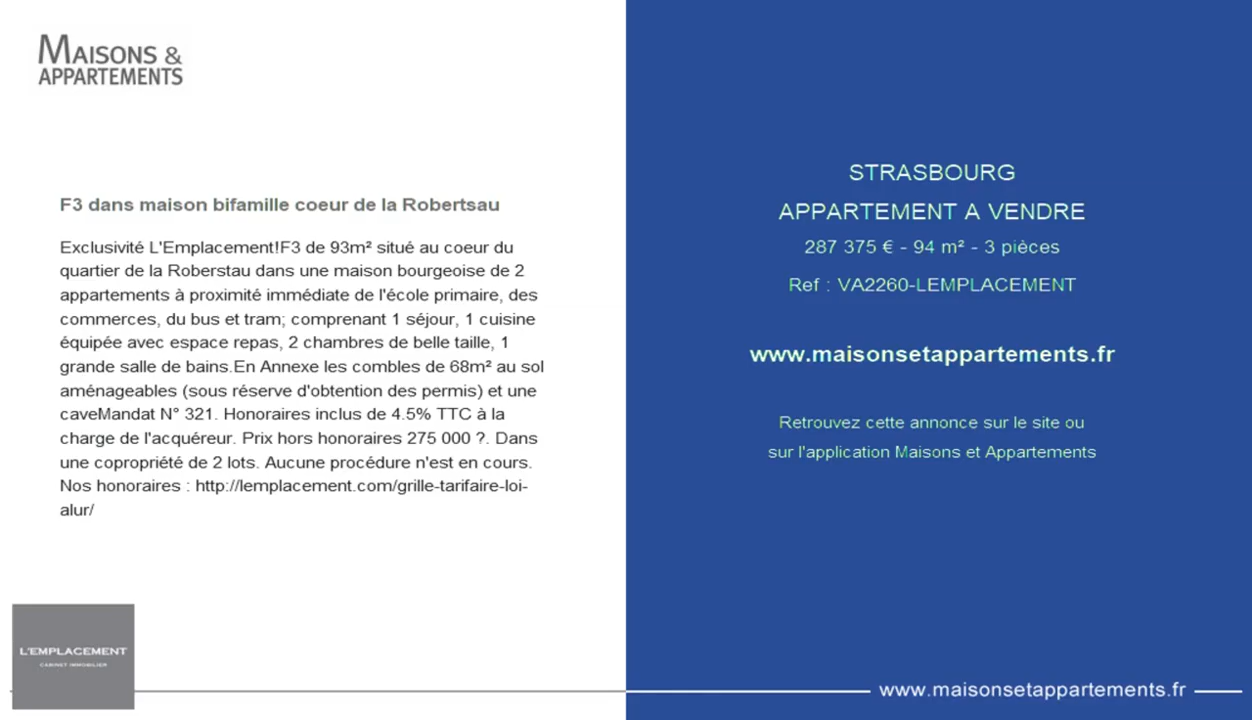 MAISONS &
APPARTEMENTS
F3 dans maison bifamille coeur de la Robertsau
Exclusivité L'Emplacement!F3 de 93m² situé au coeur du
quartier de la Roberstau dans une maison bourgeoise de 2
appartements à proximité immédiate de l'école primaire, des
commerces, du bus et tram; comprenant 1 séjour, 1 cuisine
équipée avec espace repas, 2 chambres de belle taille, 1
grande salle de bains.En Annexe les combles de 68m² au sol
aménageables (sous réserve d'obtention des permis) et une
caveMandat N° 321. Honoraires inclus de 4.5% TTC à la
charge de l'acquéreur. Prix hors honoraires 275 000 ?. Dans
une copropriété de 2 lots. Aucune procédure n'est en cours.
Nos honoraires : http://lemplacement.com/grille-tarifaire-loi-
alur/
L'EMPLACEMENT
CABINET IMMOBILIER
STRASBOURG
APPARTEMENT A VENDRE
287 375 € - 94 m² - 3 pièces
Ref : VA2260-LEMPLACEMENT
www.maisonsetappartements.fr
Retrouvez cette annonce sur le site ou
sur l'application Maisons et Appartements
www.maisonsetappartements.fr